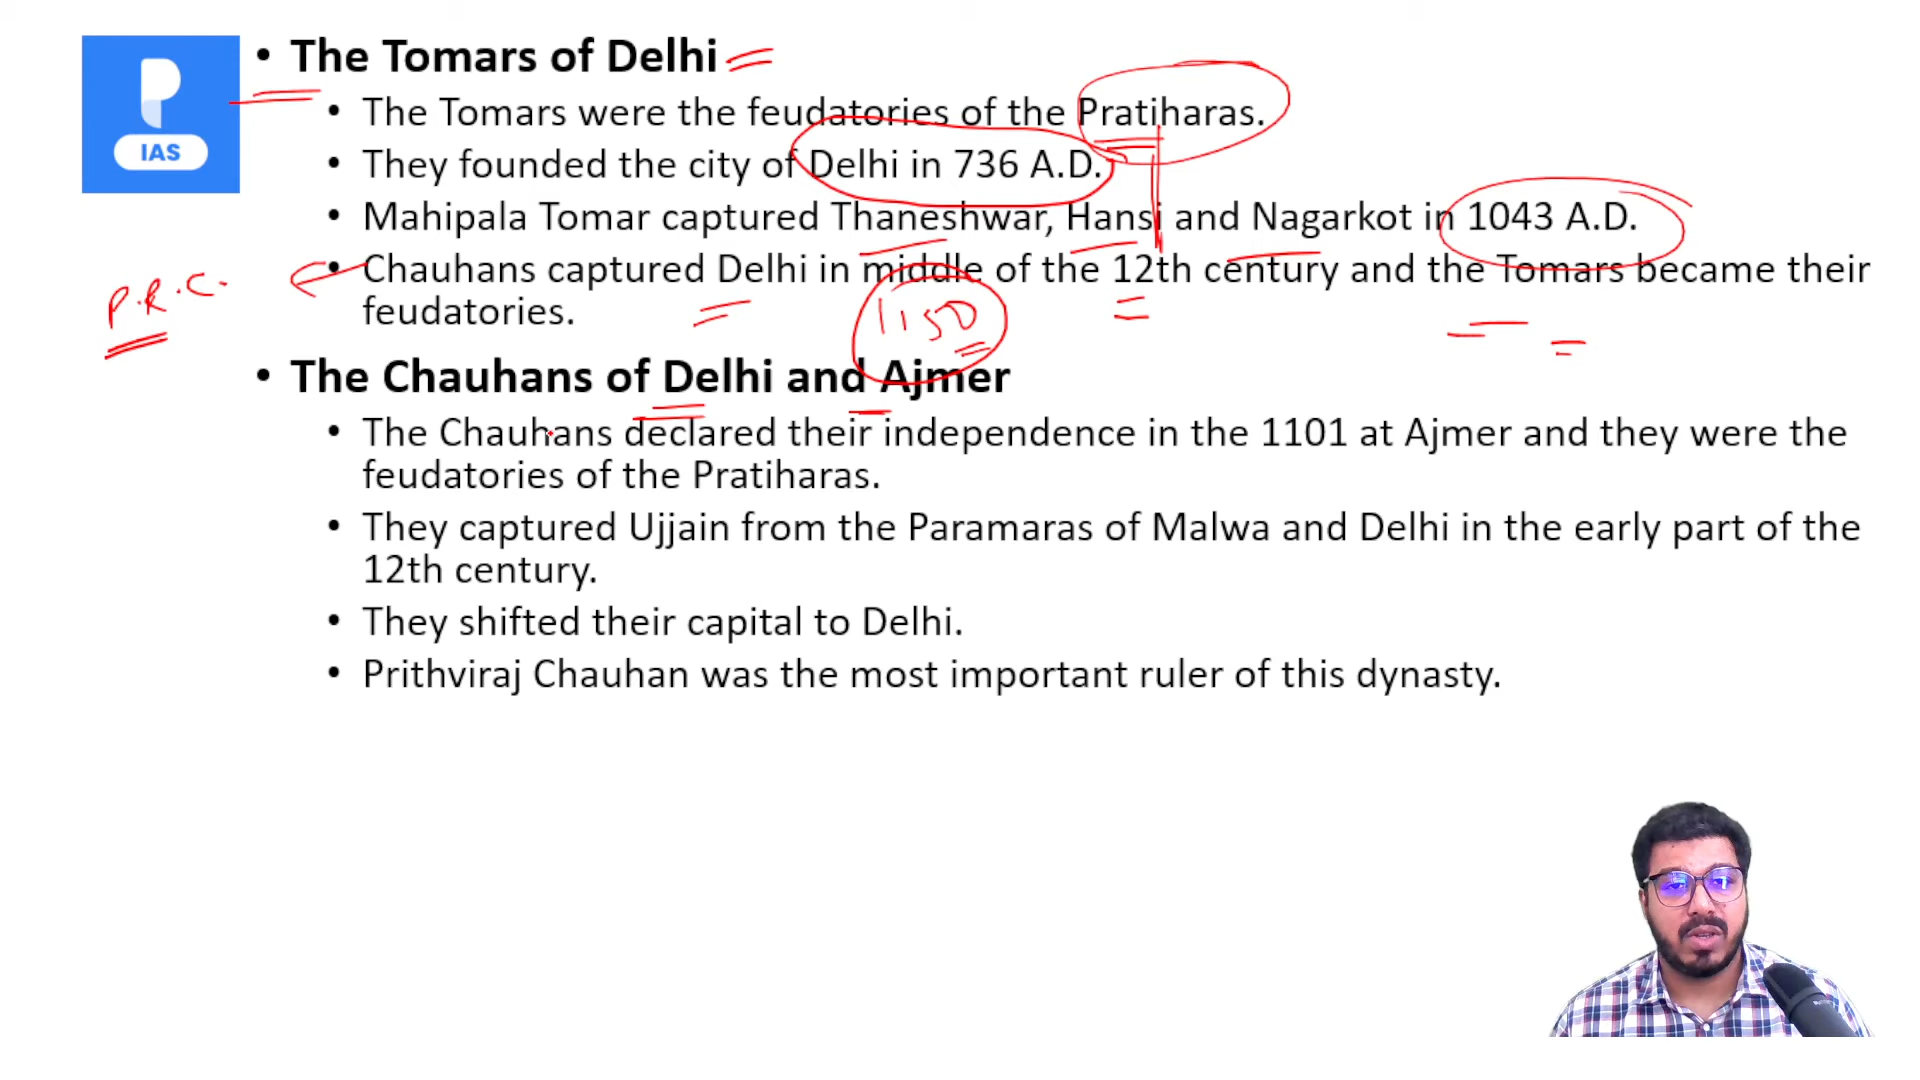 IAS
• The Tomars of Delhi
• The Tomars were the feudatories of the Pratiharas.
• They founded the city of Delhi in 736 A.D.
• Mahipala Tomar captured Thaneshwar, Hansi and Nagarkot in 1043 A.D.
• Chauhans captured Delhi in middle of the 12th century and the Tomars became their
feudatories.
P.R.C.
1150
• The Chauhans of Delhi and Ajmer
• The Chauhans declared their independence in the 1101 at Ajmer and they were the
feudatories of the Pratiharas.
• They captured Ujjain from the Paramaras of Malwa and Delhi in the early part of the
12th century.
• They shifted their capital to Delhi.
• Prithviraj Chauhan was the most important ruler of this dynasty.